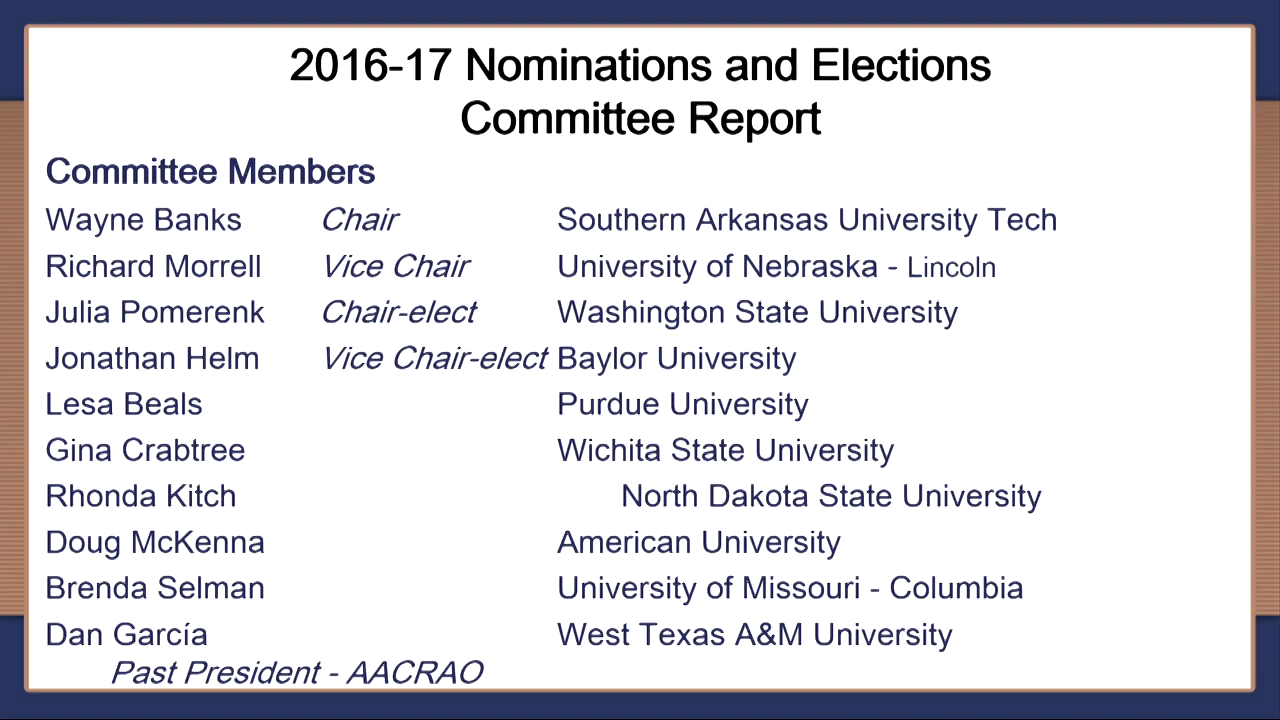 2016-17 Nominations and Elections
Committee Report
Committee Members
Wayne Banks Chair Southern Arkansas University Tech
Richard Morrell Vice Chair University of Nebraska - Lincoln
Julia Pomerenk Chair-elect Washington State University
Jonathan Helm Vice Chair-elect Baylor University
Lesa Beals Purdue University
Gina Crabtree Wichita State University
Rhonda Kitch North Dakota State University
Doug McKenna American University
Brenda Selman University of Missouri - Columbia
Dan García West Texas A&M University
Past President - AACRAO